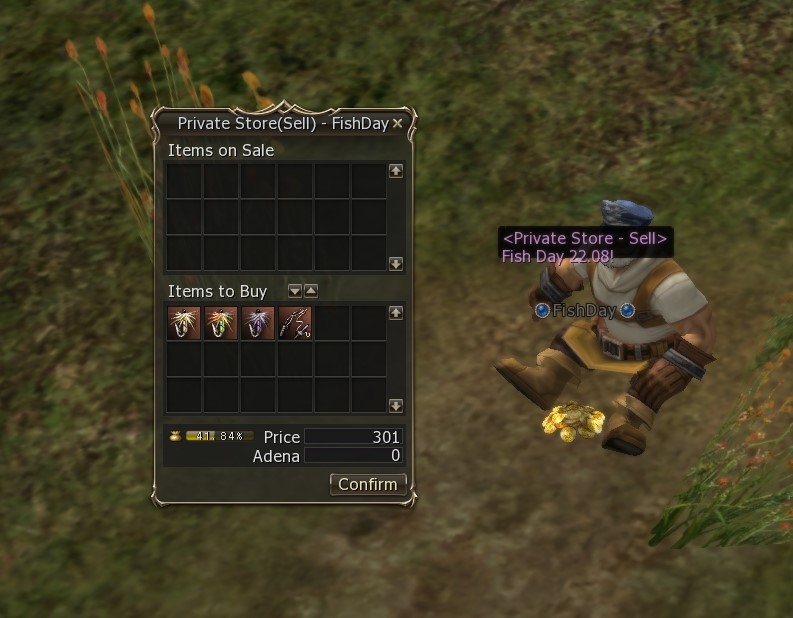 Private Store(Sell) - FishDay
Items on Sale
Items to Buy
Price 301
Adena 0
Confirm
<Private Store - Sell>
Fish Day 22.08!
FishDay